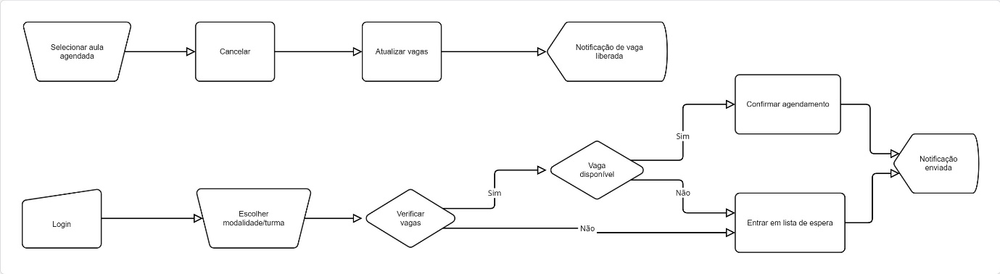 Selecionar aula
agendada
Cancelar
Atualizar vagas
Notificação de vaga
liberada
Confirmar agendamento
Sim
Vaga
disponível
Notificação
enviada
Sim
Não
Login
Escolher
modalidade/turma
Verificar
vagas
Não
Entrar em lista de espera